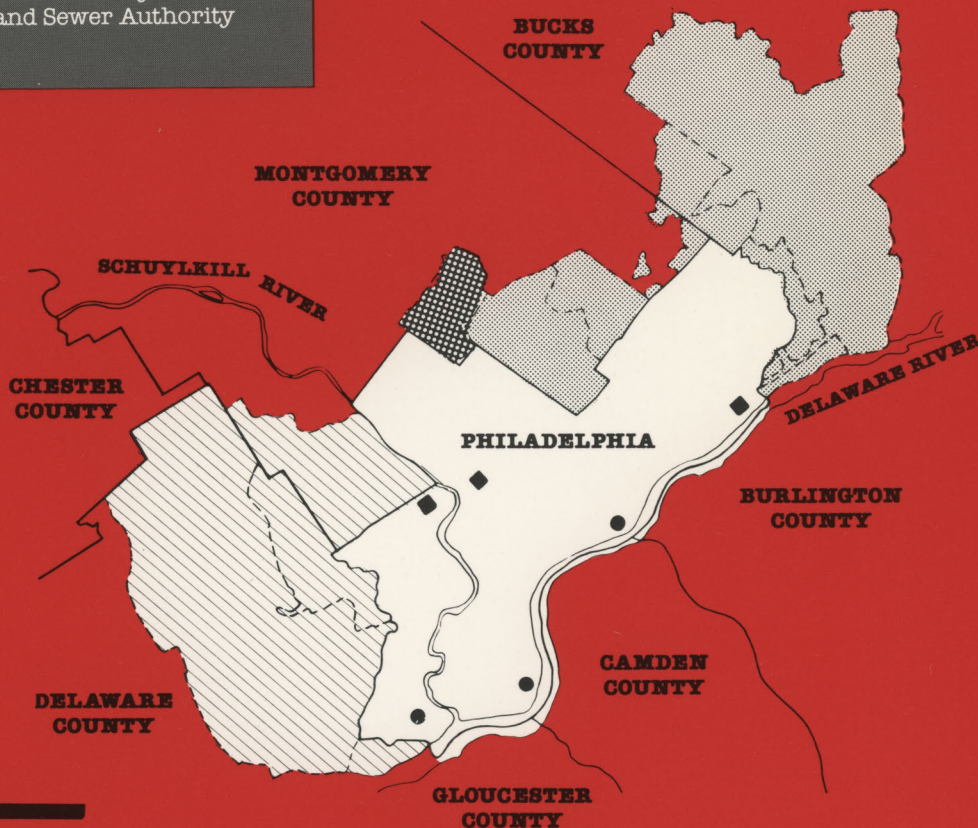 and Sewer Authority
BUCKS
COUNTY
MONTGOMERY
COUNTY
SCHUYLKILL RIVER
CHESTER
COUNTY
DELAWARE RIVER
PHILADELPHIA
BURLINGTON
COUNTY
CAMDEN
COUNTY
DELAWARE
COUNTY
GLOUCESTER
COUNTY